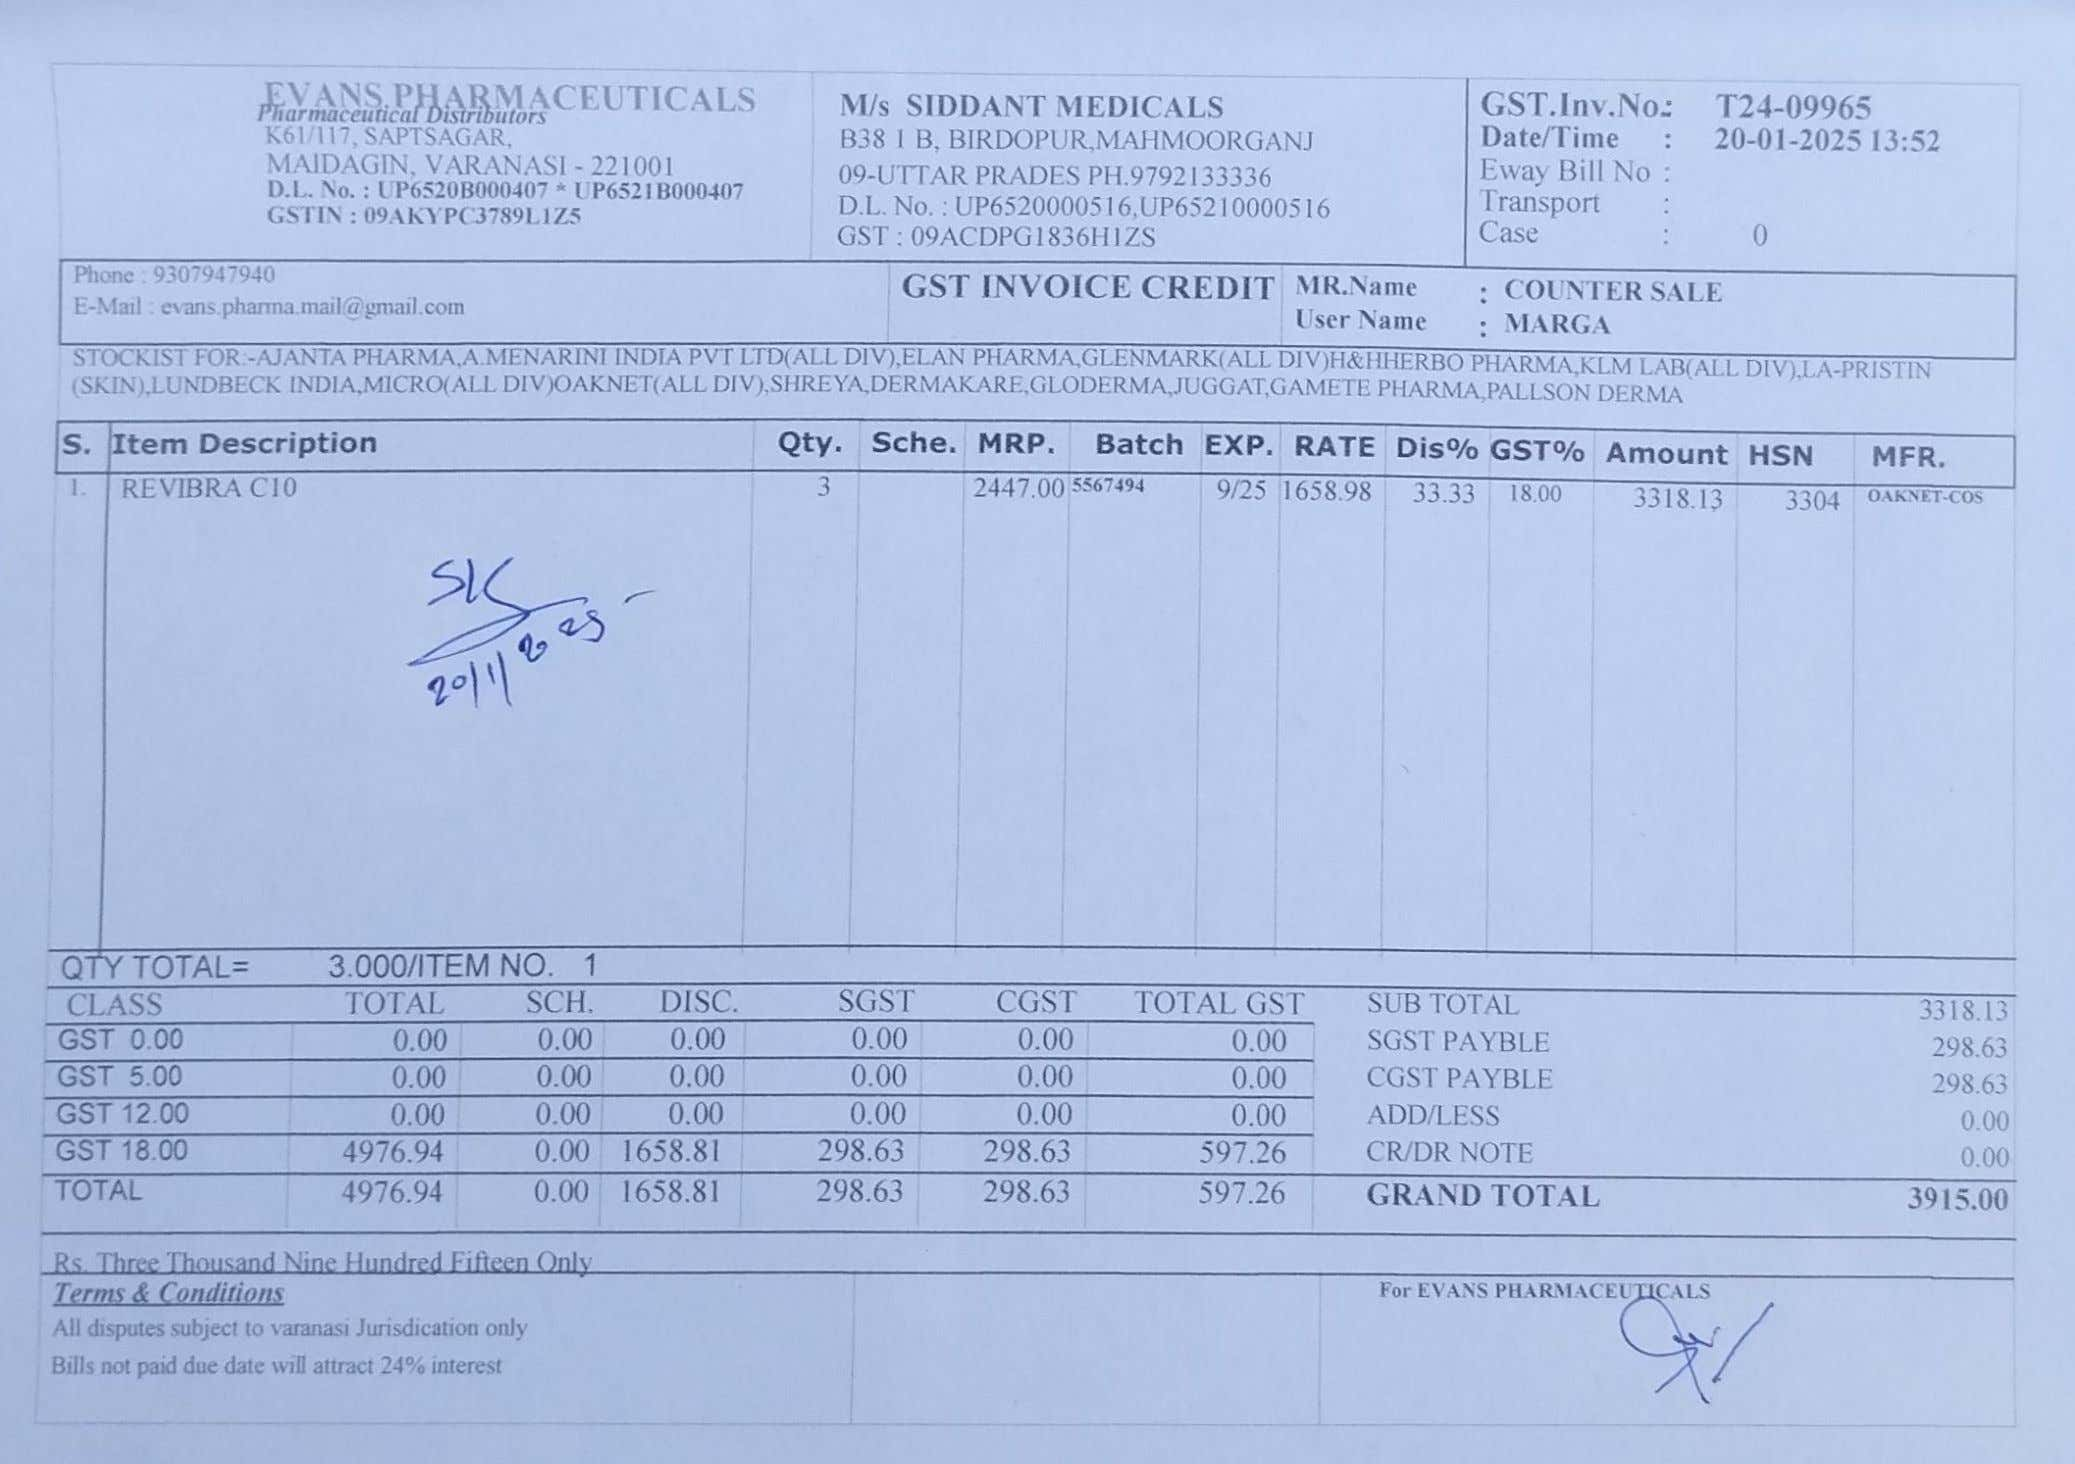 EVANS PHARMACEUTICALS
Pharmaceutical Distributors
K61/117, SAPTSAGAR,
MAIDAGIN, VARANASI - 221001
D.L. No. : UP6520B000407 * UP6521B000407
GSTIN : 09AKYPC3789L1Z5
M/s SIDDANT MEDICALS
B38 1 B, BIRDOPUR,MAHMOORGANJ
09-UTTAR PRADES PH.9792133336
D.L. No. : UP6520000516,UP65210000516
GST : 09ACDPG1836H1ZS
GST.Inv.No.: T24-09965
Date/Time : 20-01-2025 13:52
Eway Bill No :
Transport :
Case : 0
Phone : 9307947940
E-Mail : evans.pharma.mail@gmail.com
GST INVOICE CREDIT
MR.Name : COUNTER SALE
User Name : MARGA
STOCKIST FOR:-AJANTA PHARMA,A.MENARINI INDIA PVT LTD(ALL DIV),ELAN PHARMA,GLENMARK(ALL DIV)H&HHERBO PHARMA,KLM LAB(ALL DIV),LA-PRISTIN
(SKIN),LUNDBECK INDIA,MICRO(ALL DIV)OAKNET(ALL DIV),SHREYA,DERMAKARE,GLODERMA,JUGGAT,GAMETE PHARMA,PALLSON DERMA
S. Item Description Qty. Sche. MRP. Batch EXP. RATE Dis% GST% Amount HSN MFR.
1. REVIBRA C10 3 2447.00 5567494 9/25 1658.98 33.33 18.00 3318.13 3304 OAKNET-COS
20/1/2025
QTY TOTAL= 3.000/ITEM NO. 1
CLASS TOTAL SCH. DISC. SGST CGST TOTAL GST
GST 0.00 0.00 0.00 0.00 0.00 0.00 0.00
GST 5.00 0.00 0.00 0.00 0.00 0.00 0.00
GST 12.00 0.00 0.00 0.00 0.00 0.00 0.00
GST 18.00 4976.94 0.00 1658.81 298.63 298.63 597.26
TOTAL 4976.94 0.00 1658.81 298.63 298.63 597.26
SUB TOTAL 3318.13
SGST PAYBLE 298.63
CGST PAYBLE 298.63
ADD/LESS 0.00
CR/DR NOTE 0.00
GRAND TOTAL 3915.00
Rs. Three Thousand Nine Hundred Fifteen Only
Terms & Conditions
All disputes subject to varanasi Jurisdication only
Bills not paid due date will attract 24% interest
For EVANS PHARMACEUTICALS